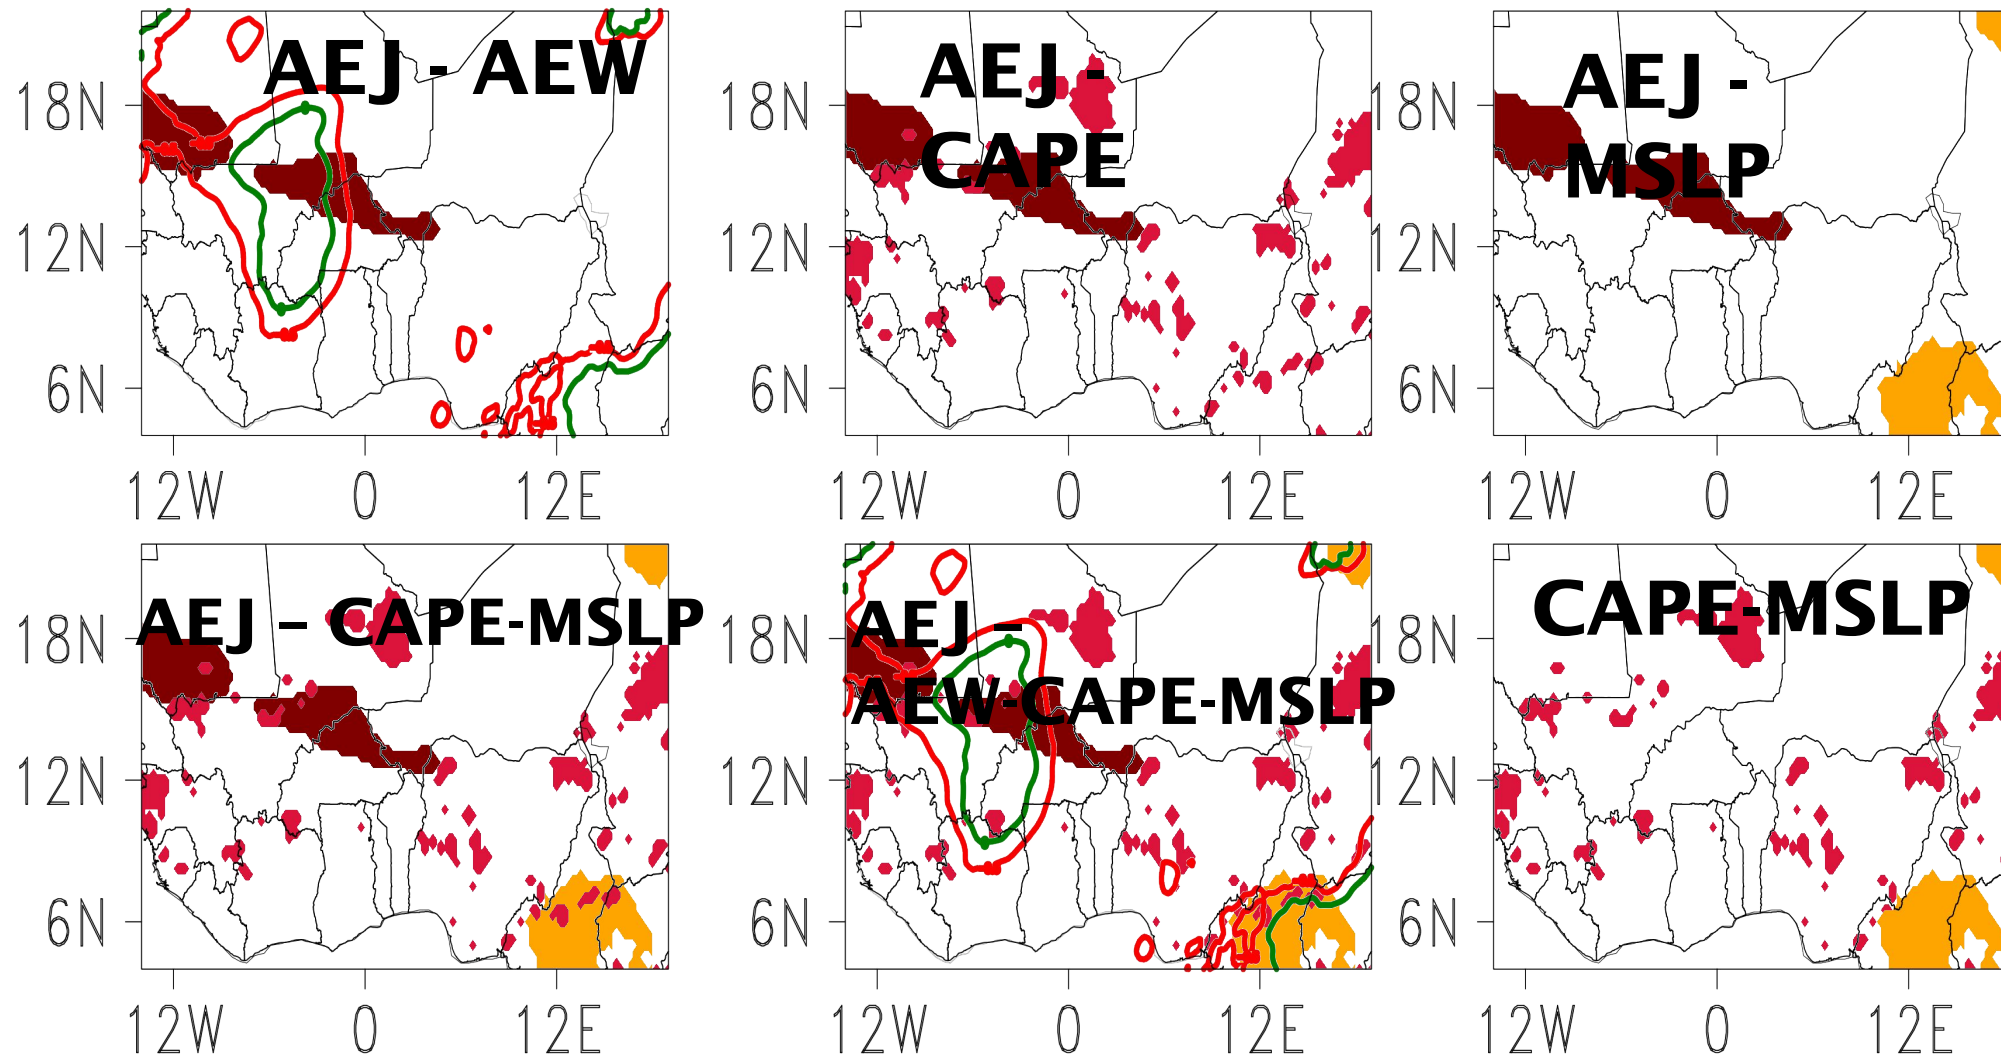 AEJ - AEW
18N
12N
6N
12W 0 12E
AEJ -
CAPE
18N
12N
6N
12W 0 12E
AEJ -
MSLP
18N
12N
6N
12W 0 12E
AEJ – CAPE-MSLP
18N
12N
6N
12W 0 12E
AEJ –
AEW-CAPE-MSLP
18N
12N
6N
12W 0 12E
CAPE-MSLP
18N
12N
6N
12W 0 12E